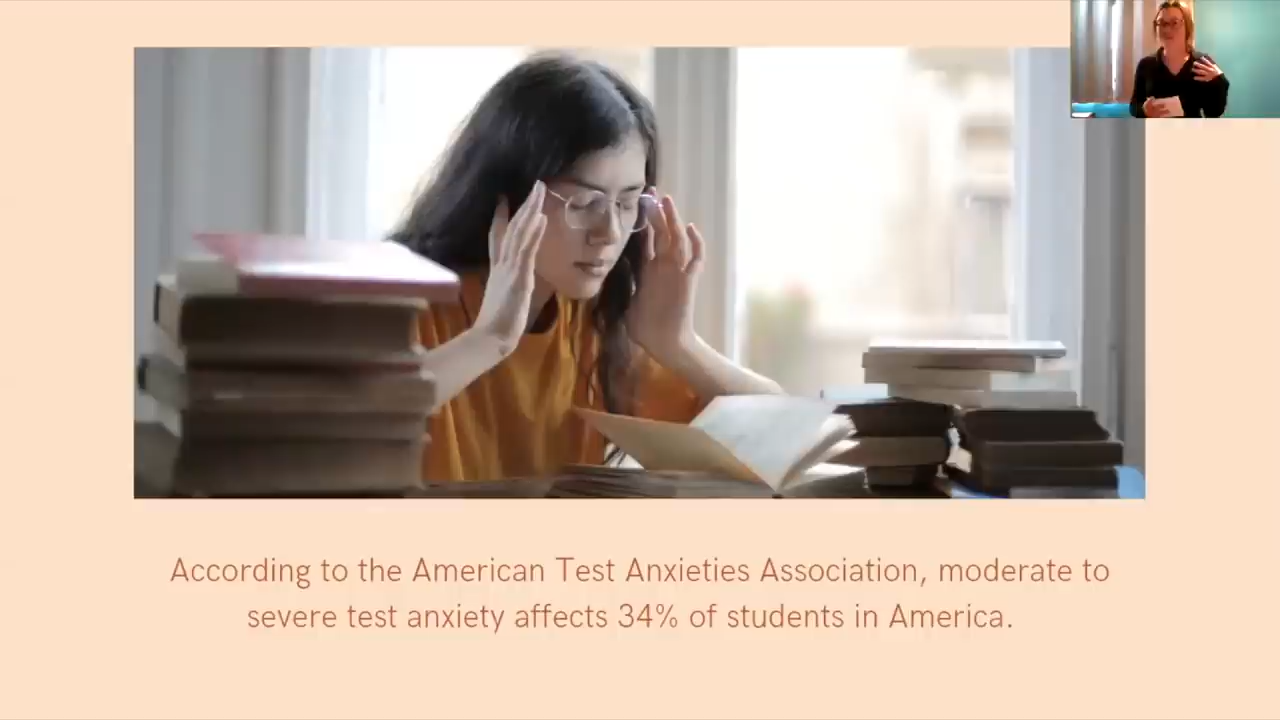 According to the American Test Anxieties Association, moderate to
severe test anxiety affects 34% of students in America.